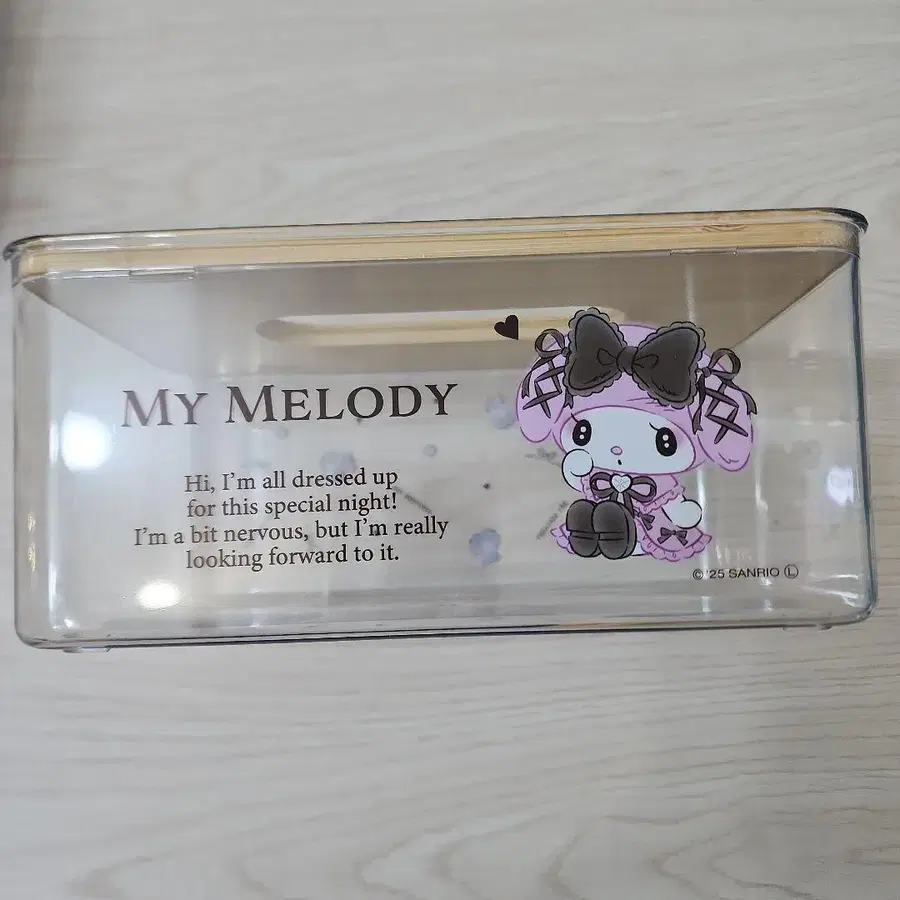 MY MELODY
Hi, I'm all dressed up
for this special night!
I'm a bit nervous, but I'm really
looking forward to it.
© '25 SANRIO Ⓛ